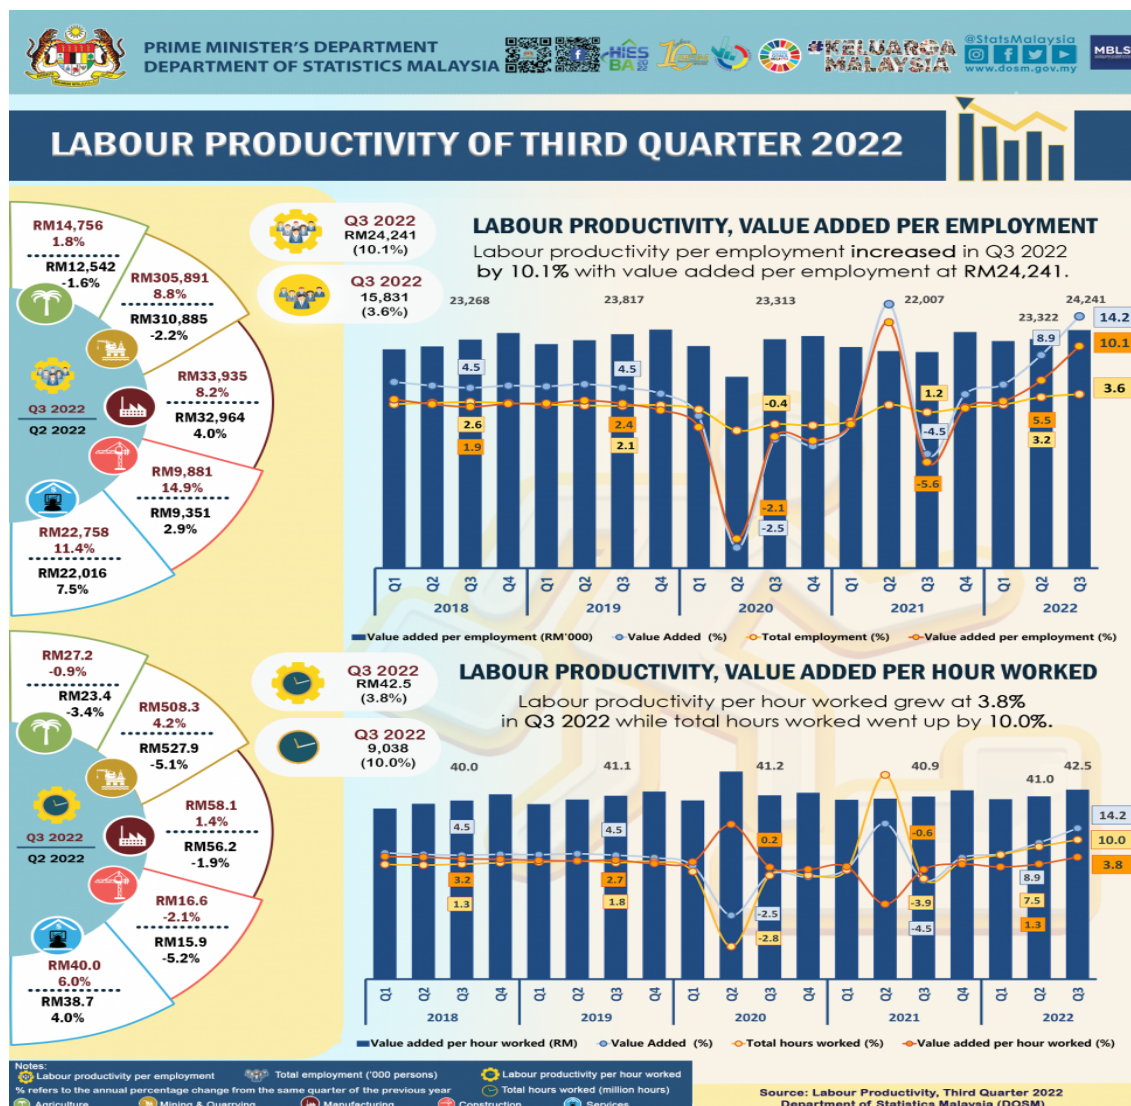 PRIME MINISTER'S DEPARTMENT
DEPARTMENT OF STATISTICS MALAYSIA
HIES
BA
10
#KELUARGA
MALAYSIA
@StatsMalaysia
www.dosm.gov.my
MBLS
LABOUR PRODUCTIVITY OF THIRD QUARTER 2022
RM14,756
1.8%
RM12,542
-1.6%
RM305,891
8.8%
RM310,885
-2.2%
RM33,935
8.2%
RM32,964
4.0%
RM9,881
14.9%
RM9,351
2.9%
RM22,758
11.4%
RM22,016
7.5%
Q3 2022
Q2 2022
Q3 2022
RM24,241
(10.1%)
Q3 2022
15,831
(3.6%)
LABOUR PRODUCTIVITY, VALUE ADDED PER EMPLOYMENT
Labour productivity per employment increased in Q3 2022
by 10.1% with value added per employment at RM24,241.
23,268 23,817 23,313 22,007 23,322 24,241
4.5 2.6 1.9
4.5 2.4 2.1
-0.4 -2.1 -2.5
1.2 -4.5 -5.6
8.9 5.5 3.2
14.2 10.1 3.6
Q1 Q2 Q3 Q4 Q1 Q2 Q3 Q4 Q1 Q2 Q3 Q4 Q1 Q2 Q3 Q4 Q1 Q2 Q3
2018 2019 2020 2021 2022
Value added per employment (RM'000) Value Added (%) Total employment (%) Value added per employment (%)
RM27.2
-0.9%
RM23.4
-3.4%
RM508.3
4.2%
RM527.9
-5.1%
RM58.1
1.4%
RM56.2
-1.9%
RM16.6
-2.1%
RM15.9
-5.2%
RM40.0
6.0%
RM38.7
4.0%
Q3 2022
Q2 2022
Q3 2022
RM42.5
(3.8%)
Q3 2022
9,038
(10.0%)
LABOUR PRODUCTIVITY, VALUE ADDED PER HOUR WORKED
Labour productivity per hour worked grew at 3.8%
in Q3 2022 while total hours worked went up by 10.0%.
40.0 41.1 41.2 40.9 41.0 42.5
4.5 3.2 1.3
4.5 2.7 1.8
0.2 -2.5 -2.8
-0.6 -3.9 -4.5
8.9 7.5 1.3
14.2 10.0 3.8
Q1 Q2 Q3 Q4 Q1 Q2 Q3 Q4 Q1 Q2 Q3 Q4 Q1 Q2 Q3 Q4 Q1 Q2 Q3
2018 2019 2020 2021 2022
Value added per hour worked (RM) Value Added (%) Total hours worked (%) Value added per hour worked (%)
Notes:
Labour productivity per employment Total employment ('000 persons) Labour productivity per hour worked
% refers to the annual percentage change from the same quarter of the previous year Total hours worked (million hours)
Agriculture Mining & Quarrying Manufacturing Construction Services
Source: Labour Productivity, Third Quarter 2022
Department of Statistics Malaysia (DOSM)